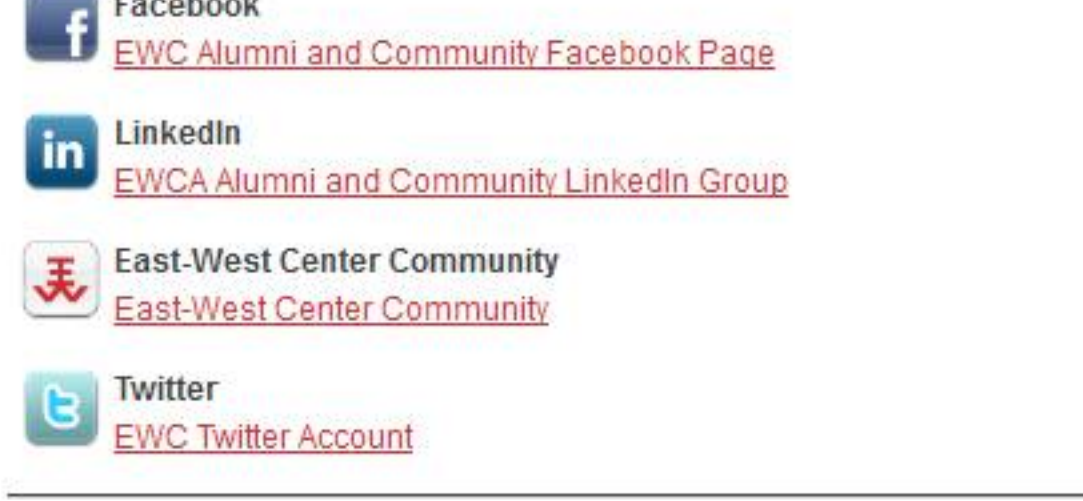 Facebook
EWC Alumni and Community Facebook Page
LinkedIn
EWCA Alumni and Community LinkedIn Group
East-West Center Community
East-West Center Community
Twitter
EWC Twitter Account